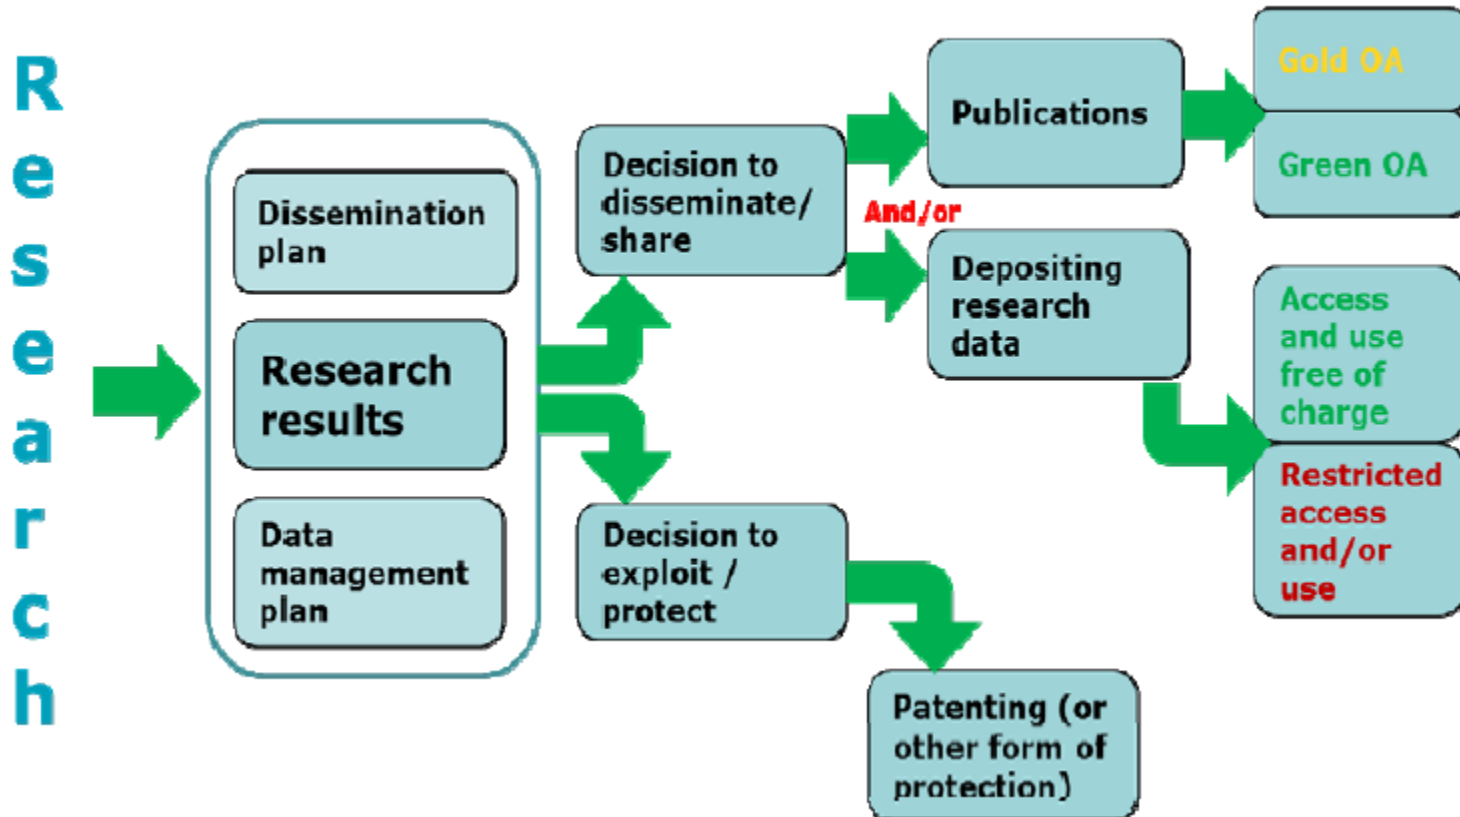 Research
Dissemination
plan
Research
results
Data
management
plan
Decision to
disseminate/
share
And/or
Decision to
exploit /
protect
Publications
Depositing
research
data
Patenting (or
other form of
protection)
Gold OA
Green OA
Access
and use
free of
charge
Restricted
access
and/or
use